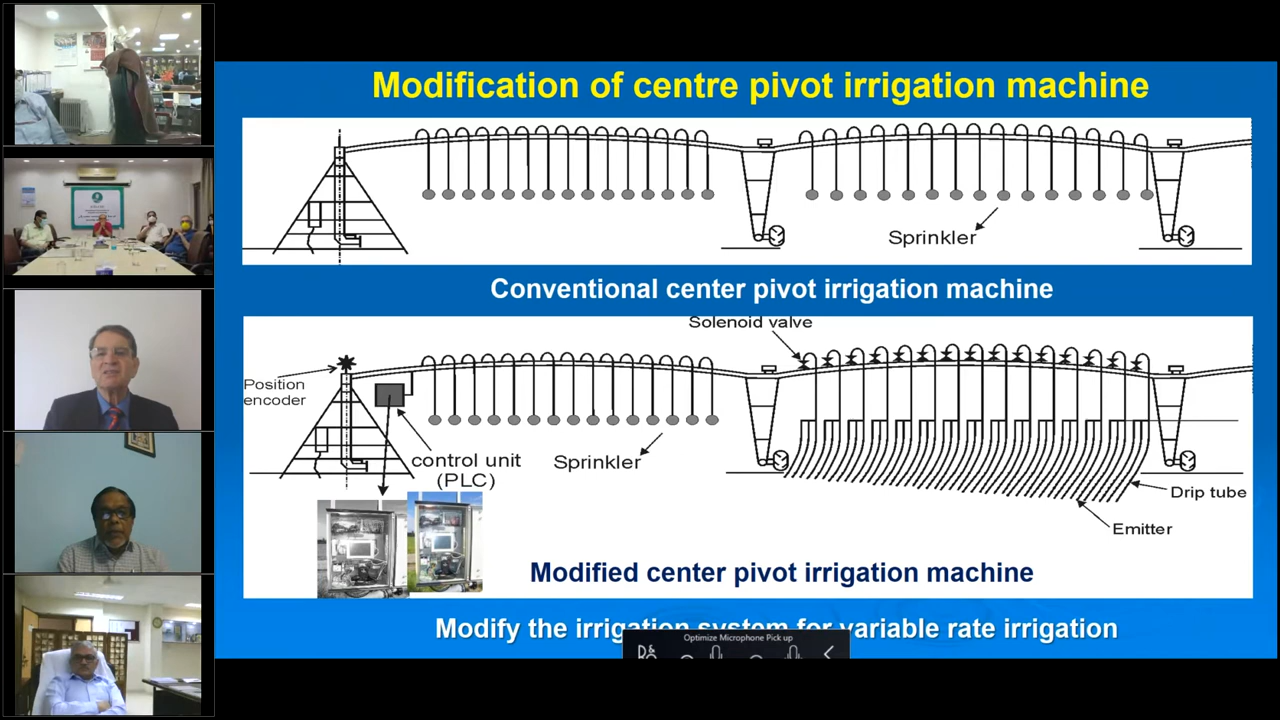 Modification of centre pivot irrigation machine
Sprinkler
Conventional center pivot irrigation machine
Solenoid valve
Position
encoder
control unit
(PLC)
Sprinkler
Drip tube
Emitter
Modified center pivot irrigation machine
Modify the irrigation system for variable rate irrigation
Optimize Microphone Pick up